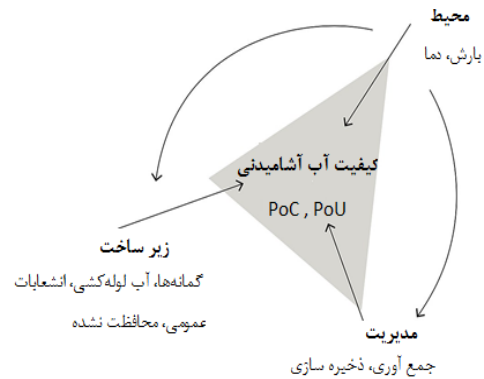 محیط
بارش، دما
کیفیت آب آشامیدنی
PoC , PoU
زیر ساخت
گمانه‌ها، آب لوله‌کشی، انشعابات
عمومی، محافظت نشده
مدیریت
جمع آوری، ذخیره سازی